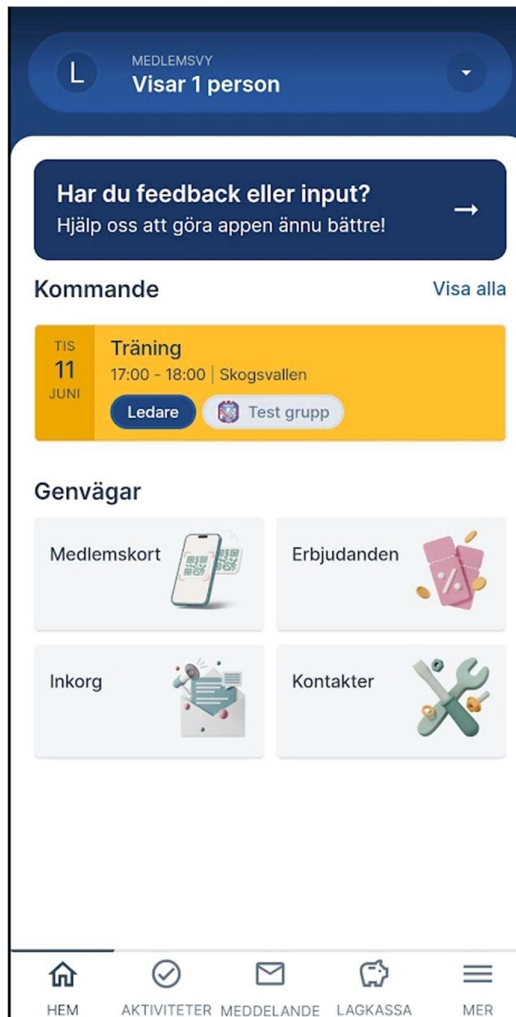 L
MEDLEMSVY
Visar 1 person
Har du feedback eller input?
Hjälp oss att göra appen ännu bättre!
Kommande
Visa alla
TIS
11
JUNI
Träning
17:00 - 18:00 | Skogsvallen
Ledare
Test grupp
Genvägar
Medlemskort
Erbjudanden
Inkorg
Kontakter
HEM
AKTIVITETER
MEDDELANDE
LAGKASSA
MER